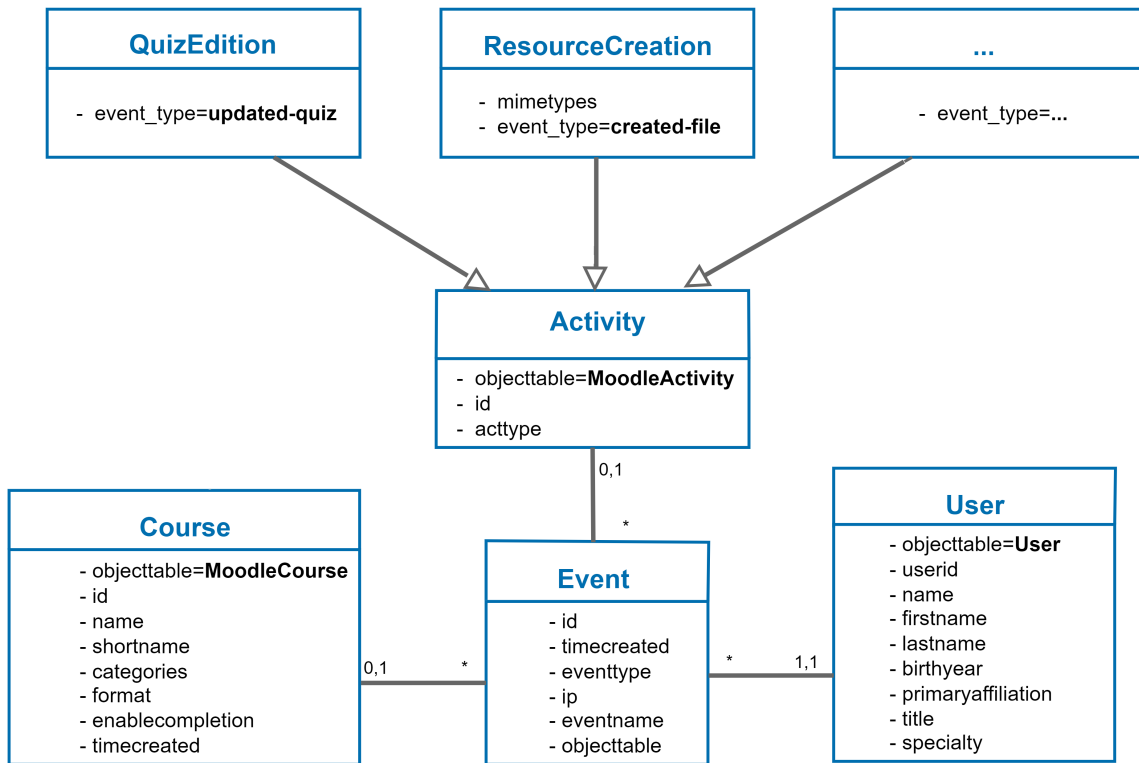 QuizEdition
- event_type=updated-quiz
ResourceCreation
- mimetypes
- event_type=created-file
...
- event_type=...
Activity
- objecttable=MoodleActivity
- id
- acttype
0,1
*
Course
- objecttable=MoodleCourse
- id
- name
- shortname
- categories
- format
- enablecompletion
- timecreated
0,1
*
Event
- id
- timecreated
- eventtype
- ip
- eventname
- objecttable
*
1,1
User
- objecttable=User
- userid
- name
- firstname
- lastname
- birthyear
- primaryaffiliation
- title
- specialty